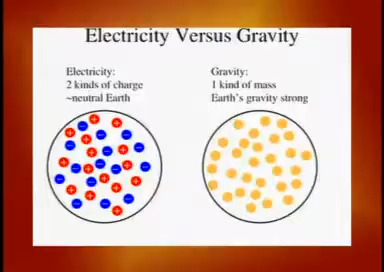 Electricity Versus Gravity
Electricity:
2 kinds of charge
~neutral Earth
Gravity:
1 kind of mass
Earth's gravity strong